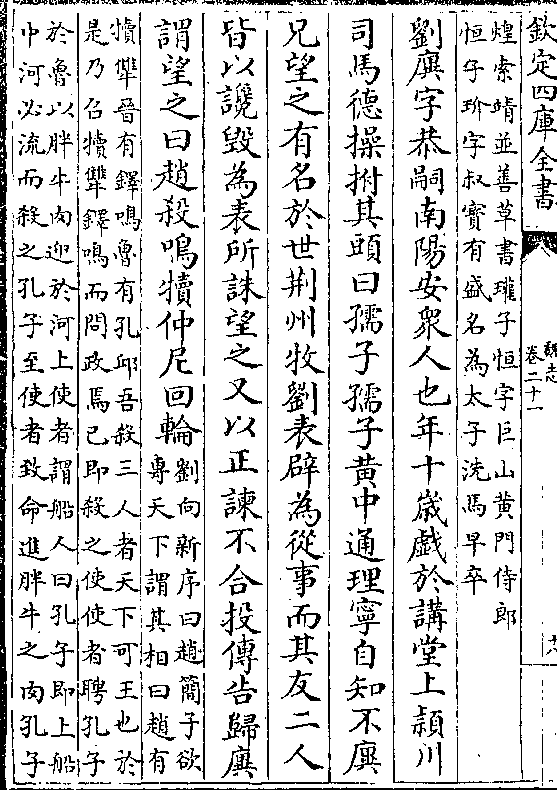 欽定四庫全書
魏志
卷二十一
煌索靖並善草書瓘子恒字巨山黄門侍郎
恒子玠字叔寳有盛名為太子洗馬早卒
劉廙字恭嗣南陽安衆人也年十歳戯於講堂上頴川
司馬德操拊其頭曰孺子孺子黄中通理寧自知不廙
兄望之有名於世荆州牧劉表辟為從事而其友二人
皆以讒毀為表所誅望之又以正諫不合投傳告歸廙
謂望之曰趙殺鳴犢仲尼回輪
劉向新序曰趙簡子欲
専天下謂其相曰趙有
犢犨晉有鐸鳴魯有孔邱吾殺三人者天下可王也於
是乃召犢犨鐸鳴而問政焉已即殺之使使者聘孔子
於魯以胖牛肉迎於河上使者謂船人曰孔子即上船
中河必流而殺之孔子至使者致命進胖牛之肉孔子